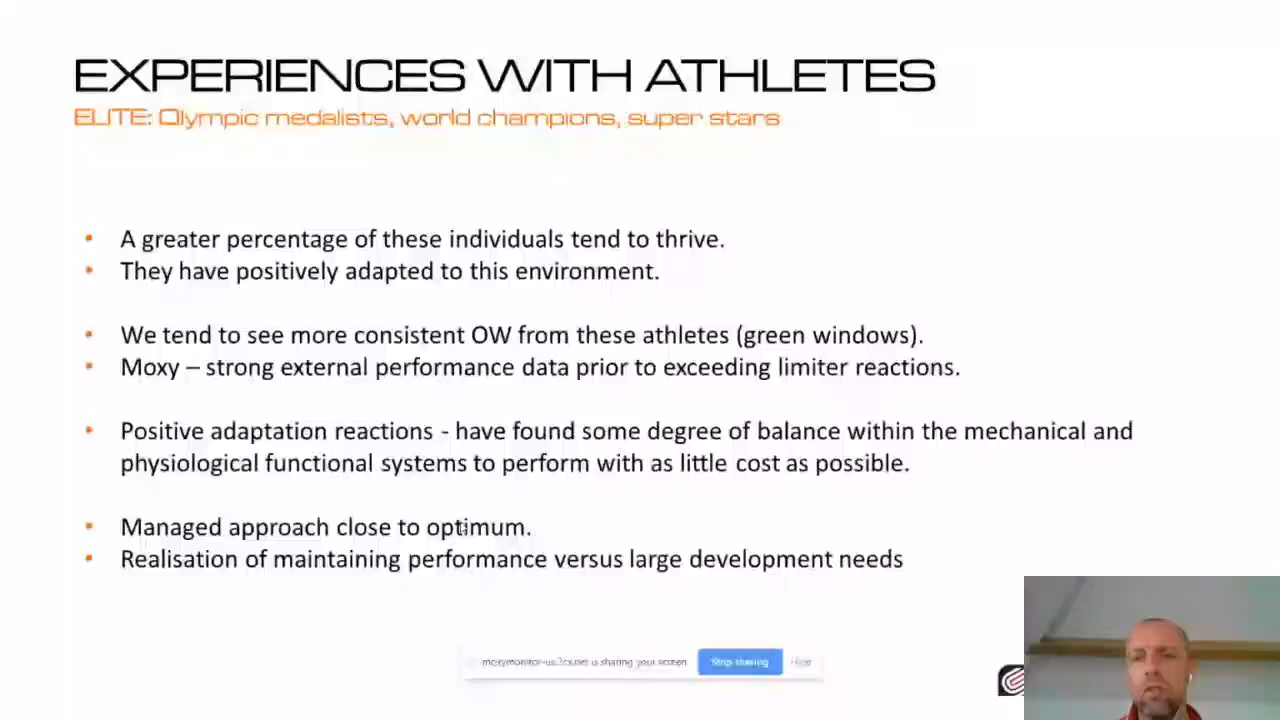 EXPERIENCES WITH ATHLETES
ELITE: Olympic medalists, world champions, super stars
• A greater percentage of these individuals tend to thrive.
• They have positively adapted to this environment.
• We tend to see more consistent OW from these athletes (green windows).
• Moxy – strong external performance data prior to exceeding limiter reactions.
• Positive adaptation reactions - have found some degree of balance within the mechanical and
physiological functional systems to perform with as little cost as possible.
• Managed approach close to optimum.
• Realisation of maintaining performance versus large development needs
is sharing your screen Stop sharing Hide